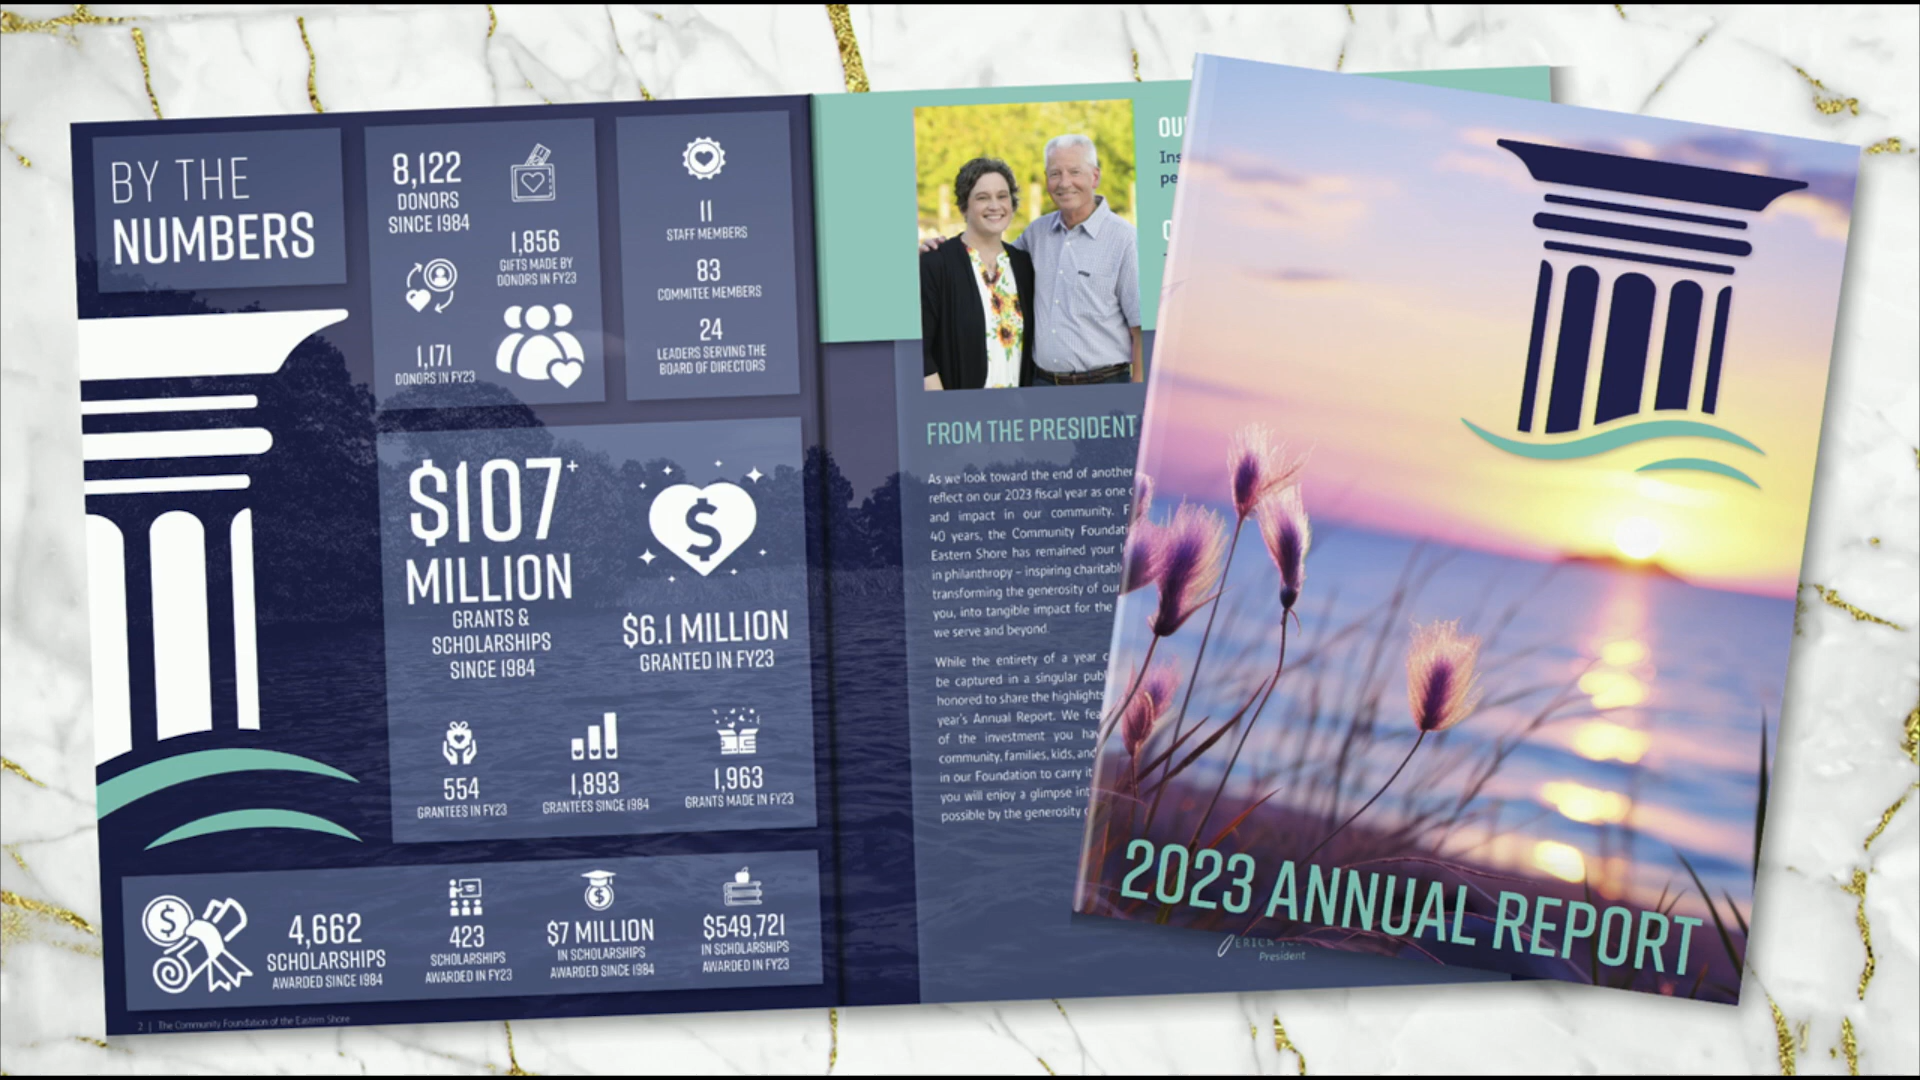 BY THE
NUMBERS
8,122
DONORS
SINCE 1984
1,856
GIFTS MADE BY
DONORS IN FY23
1,171
DONORS IN FY23
11
STAFF MEMBERS
83
COMMITEE MEMBERS
24
LEADERS SERVING THE
BOARD OF DIRECTORS
$107+
MILLION
GRANTS &
SCHOLARSHIPS
SINCE 1984
$
$6.1 MILLION
GRANTED IN FY23
554
GRANTEES IN FY23
1,893
GRANTEES SINCE 1984
1,963
GRANTS MADE IN FY23
$
4,662
SCHOLARSHIPS
AWARDED SINCE 1984
423
SCHOLARSHIPS
AWARDED IN FY23
$
$7 MILLION
IN SCHOLARSHIPS
AWARDED SINCE 1984
$549,721
IN SCHOLARSHIPS
AWARDED IN FY23
2 | The Community Foundation of the Eastern Shore
FROM THE PRESIDENT
As we look toward the end of another
reflect on our 2023 fiscal year as one
and impact in our community.
40 years, the Community
Eastern Shore has remained your
in philanthropy – inspiring
transforming the generosity of our
you, into tangible impact for the
we serve and beyond.
While the entirety of a year
be captured in a singular
honored to share the highlights
year's Annual Report. We
of the investment you
community, families, kids, and
in our Foundation to carry it
you will enjoy a glimpse
possible by the generosity
President
2023 ANNUAL REPORT